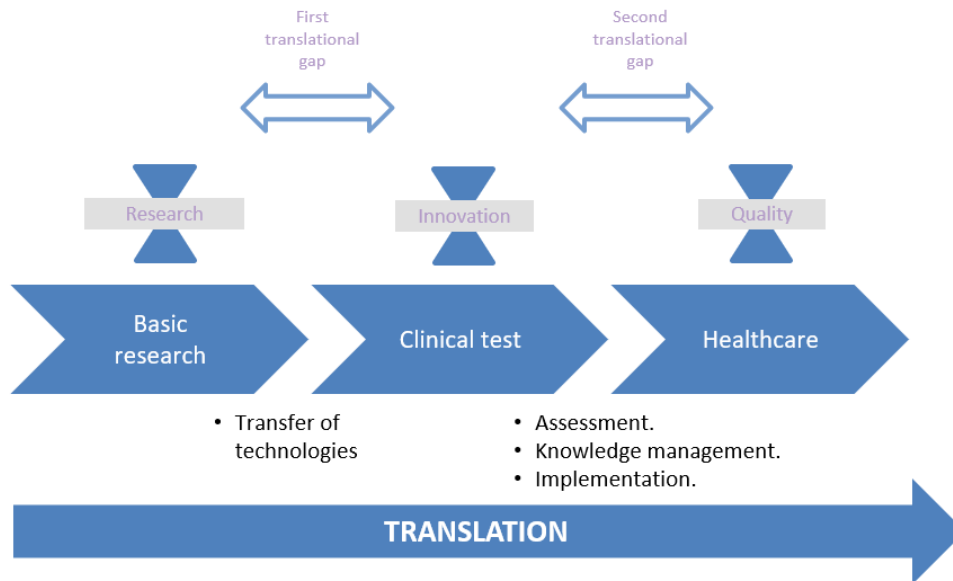 First
translational
gap
Second
translational
gap
Research
Innovation
Quality
Basic
research
Clinical test
Healthcare
• Transfer of
technologies
• Assessment.
• Knowledge management.
• Implementation.
TRANSLATION